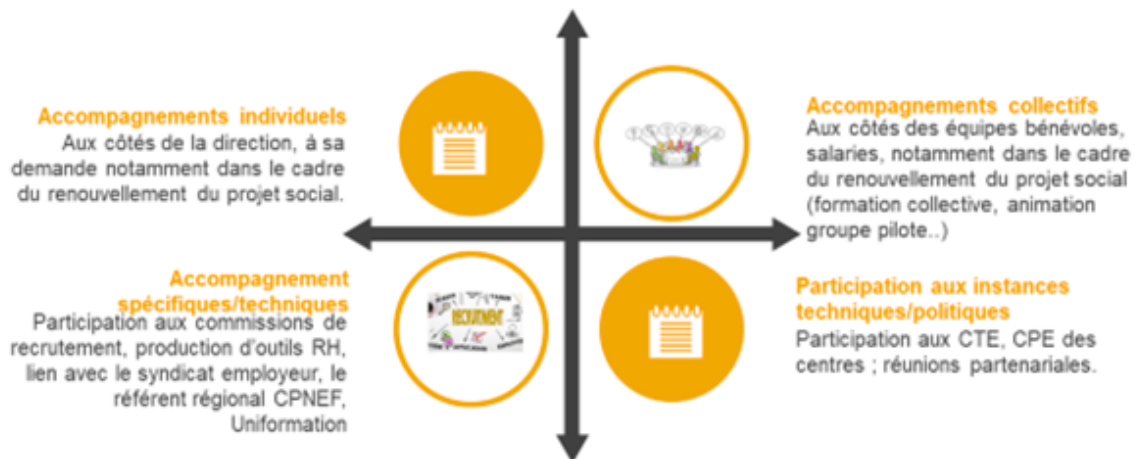 Accompagnements individuels
Aux côtés de la direction, à sa
demande notamment dans le cadre
du renouvellement du projet social.
Accompagnements collectifs
Aux côtés des équipes bénévoles,
salaries, notamment dans le cadre
du renouvellement du projet social
(formation collective, animation
groupe pilote..)
Accompagnement
spécifiques/techniques
Participation aux commissions de
recrutement, production d'outils RH,
lien avec le syndicat employeur, le
référent régional CPNEF,
Uniformation
RECRUITMENT
Participation aux instances
techniques/politiques
Participation aux CTE, CPE des
centres ; réunions partenariales.